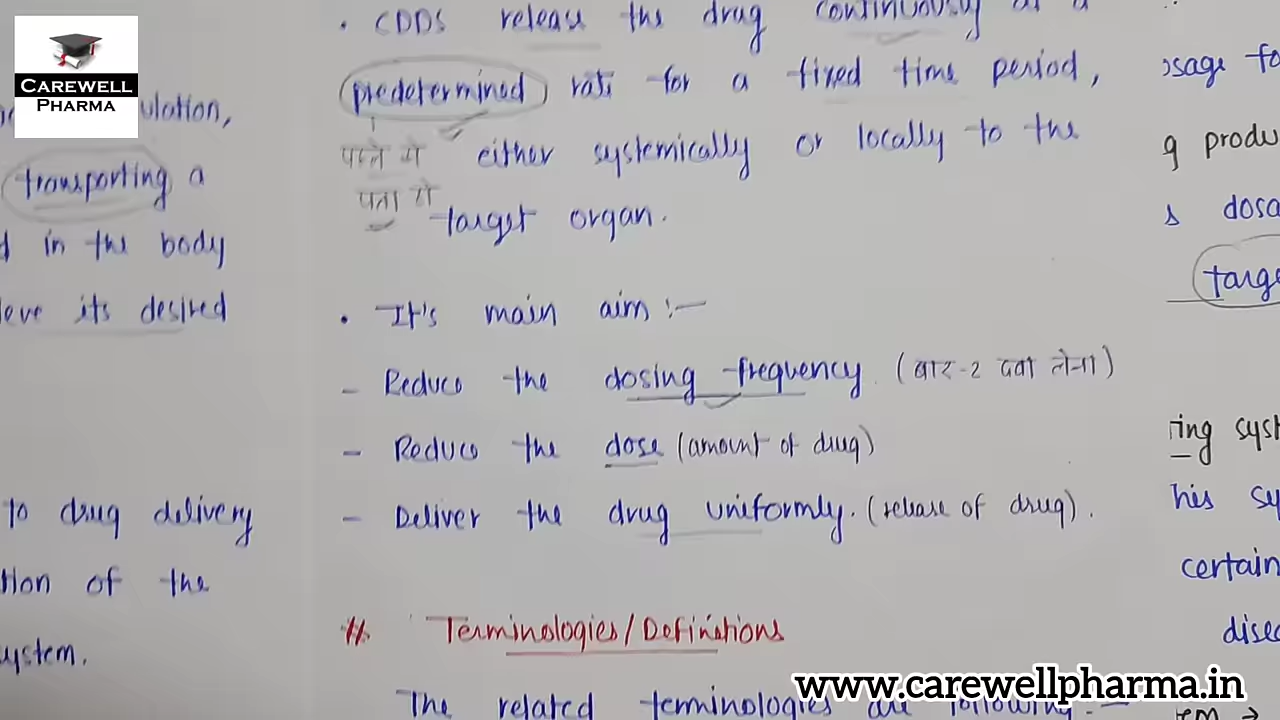 CAREWELL
PHARMA
ulation,
transporting a
in the body
its desired
to drug delivery
tion of the
ystem.
• CDDS release the drug continuously at a
predetermined rate for a fixed time period,
पहले से
पता हो
either systemically or locally to the
target organ.
• It's main aim :-
- Reduce the dosing frequency. (बार-2 दवा लेना)
- Reduce the dose (amount of drug)
- Deliver the drug uniformly. (release of drug).
# Terminologies/Definitions
The related terminologies are following :-
osage fo
g produ
s dosa
targe
ring syst
his sy
certain
disea
www.carewellpharma.in